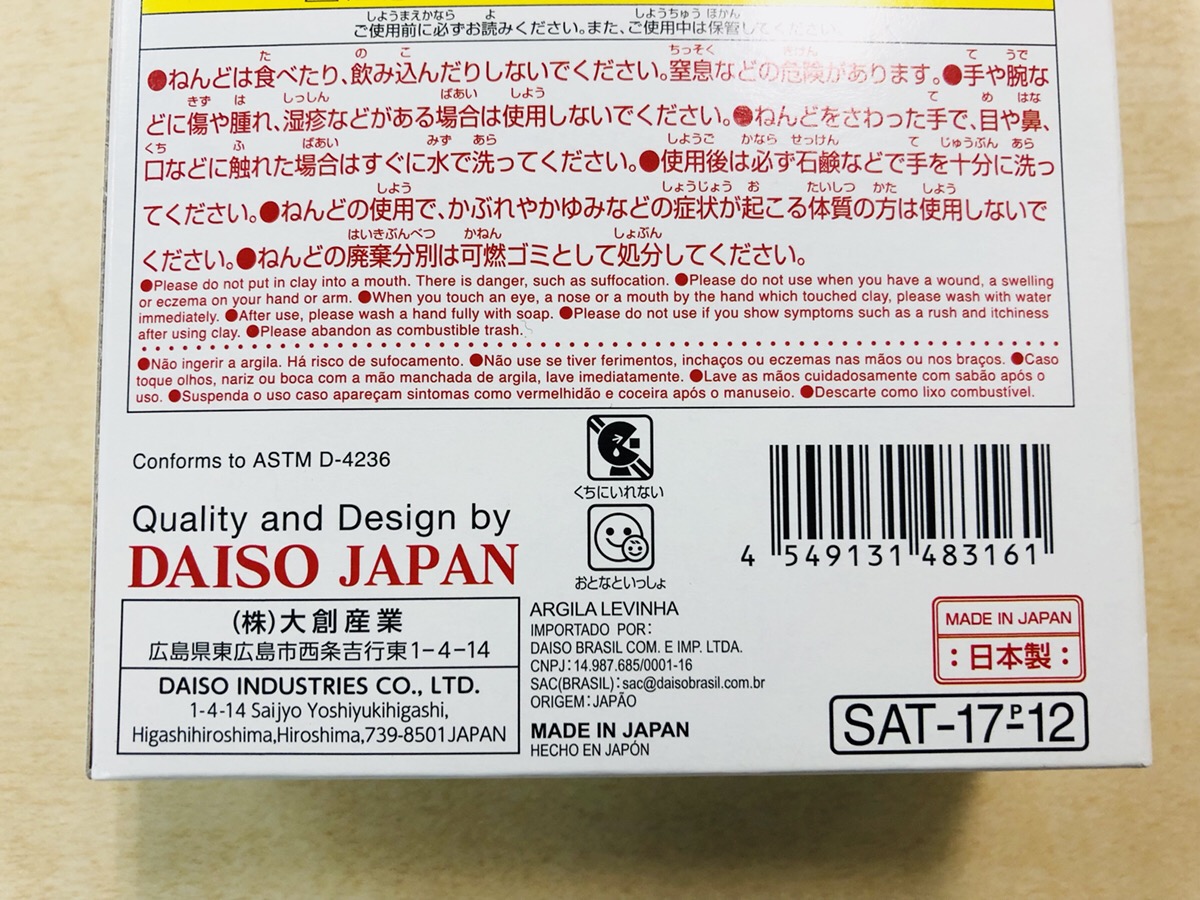 ご使用前に必ずお読みください。また、ご使用中は保管してください。
●ねんどは食べたり、飲み込んだりしないでください。窒息などの危険があります。●手や腕な
どに傷や腫れ、湿疹などがある場合は使用しないでください。●ねんどをさわった手で、目や鼻、
口などに触れた場合はすぐに水で洗ってください。●使用後は必ず石鹸などで手を十分に洗っ
てください。●ねんどの使用で、かぶれやかゆみなどの症状が起こる体質の方は使用しないで
ください。●ねんどの廃棄分別は可燃ゴミとして処分してください。
●Please do not put in clay into a mouth. There is danger, such as suffocation. ●Please do not use when you have a wound, a swelling
or eczema on your hand or arm. ●When you touch an eye, a nose or a mouth by the hand which touched clay, please wash with water
immediately. ●After use, please wash a hand fully with soap. ●Please do not use if you show symptoms such as a rush and itchiness
after using clay. ●Please abandon as combustible trash.
●Não ingerir a argila. Há risco de sufocamento. ●Não use se tiver ferimentos, inchaços ou eczemas nas mãos ou nos braços. ●Caso
toque olhos, nariz ou boca com a mão manchada de argila, lave imediatamente. ●Lave as mãos cuidadosamente com sabão após o
uso. ●Suspenda o uso caso apareçam sintomas como vermelhidão e coceira após o manuseio. ●Descarte como lixo combustível.
Conforms to ASTM D-4236
くちにいれない
おとなといっしょ
Quality and Design by
DAISO JAPAN
(株)大創産業
広島県東広島市西条吉行東1-4-14
DAISO INDUSTRIES CO., LTD.
1-4-14 Saijyo Yoshiyukihigashi,
Higashihiroshima,Hiroshima,739-8501 JAPAN
ARGILA LEVINHA
IMPORTADO POR:
DAISO BRASIL COM. E IMP. LTDA.
CNPJ:14.987.685/0001-16
SAC(BRASIL):sac@daisobrasil.com.br
ORIGEM:JAPÃO
MADE IN JAPAN
HECHO EN JAPÓN
4 549131 483161
MADE IN JAPAN
:日本製:
SAT-17-P-12